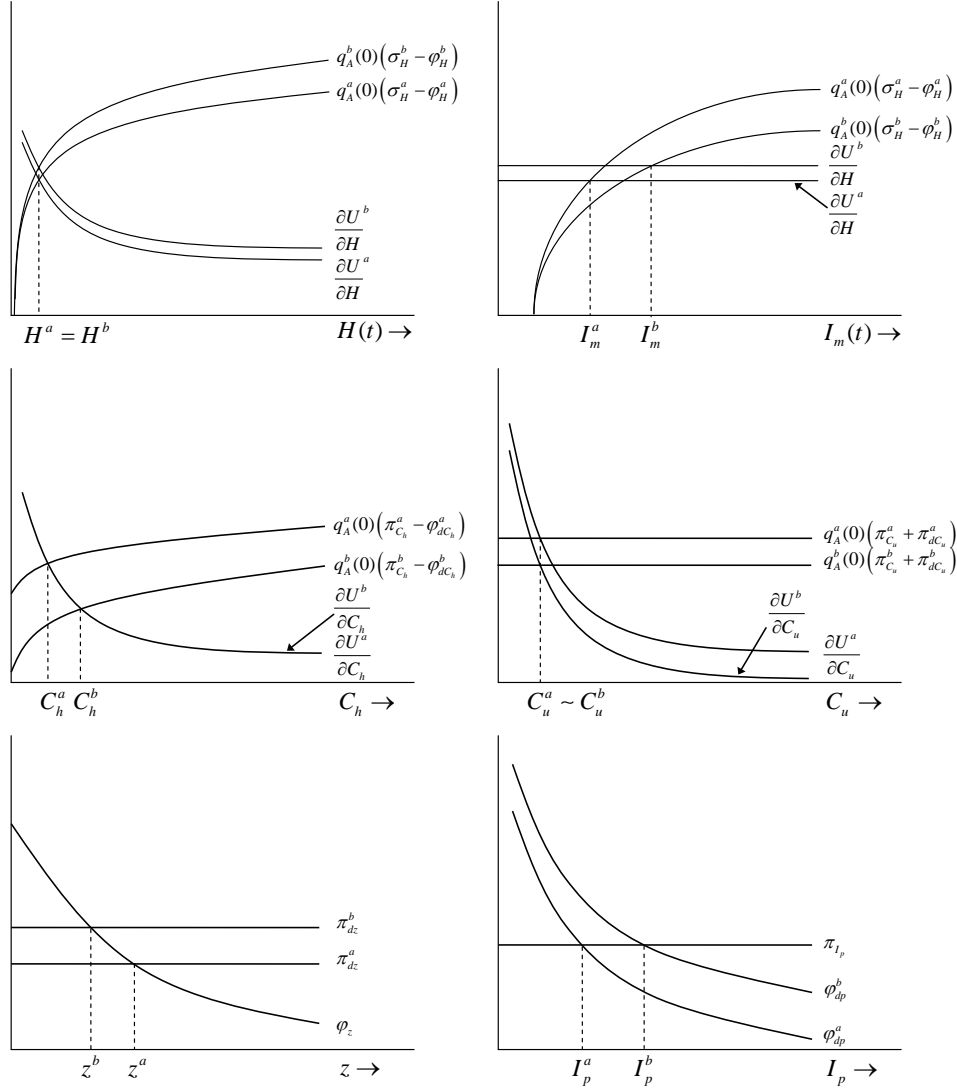 q_A^b(0)(σ_H^b − φ_H^b)
q_A^a(0)(σ_H^a − φ_H^a)
∂U^b/∂H
∂U^a/∂H
H^a = H^b
H(t) →
q_A^a(0)(σ_H^a − φ_H^a)
q_A^b(0)(σ_H^b − φ_H^b)
∂U^b/∂H
∂U^a/∂H
I_m^a
I_m^b
I_m(t) →
q_A^a(0)(π_{C_h}^a − φ_{dC_h}^a)
q_A^b(0)(π_{C_h}^b − φ_{dC_h}^b)
∂U^b/∂C_h
∂U^a/∂C_h
C_h^a C_h^b
C_h →
q_A^a(0)(π_{C_u}^a + π_{dC_u}^a)
q_A^b(0)(π_{C_u}^b + π_{dC_u}^b)
∂U^b/∂C_u
∂U^a/∂C_u
C_u^a ~ C_u^b
C_u →
π_{dz}^b
π_{dz}^a
φ_z
z^b
z^a
z →
π_{I_p}
φ_{dp}^b
φ_{dp}^a
I_p^a
I_p^b
I_p →